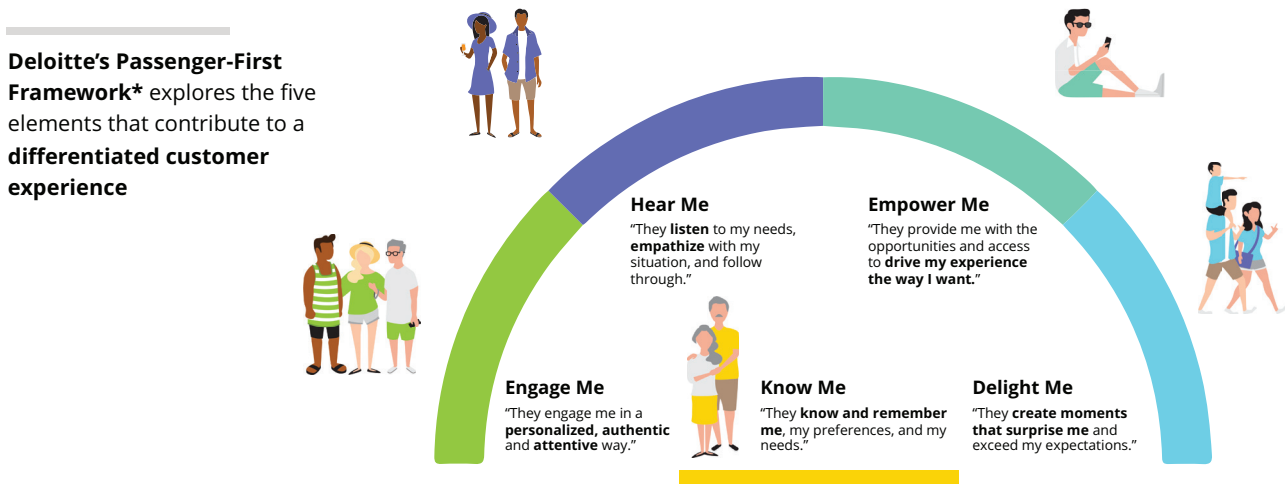 Deloitte’s Passenger-First
Framework* explores the five
elements that contribute to a
differentiated customer
experience
Hear Me
“They listen to my needs,
empathize with my
situation, and follow
through.”
Empower Me
“They provide me with the
opportunities and access
to drive my experience
the way I want.”
Engage Me
“They engage me in a
personalized, authentic
and attentive way.”
Know Me
“They know and remember
me, my preferences, and my
needs.”
Delight Me
“They create moments
that surprise me and
exceed my expectations.”